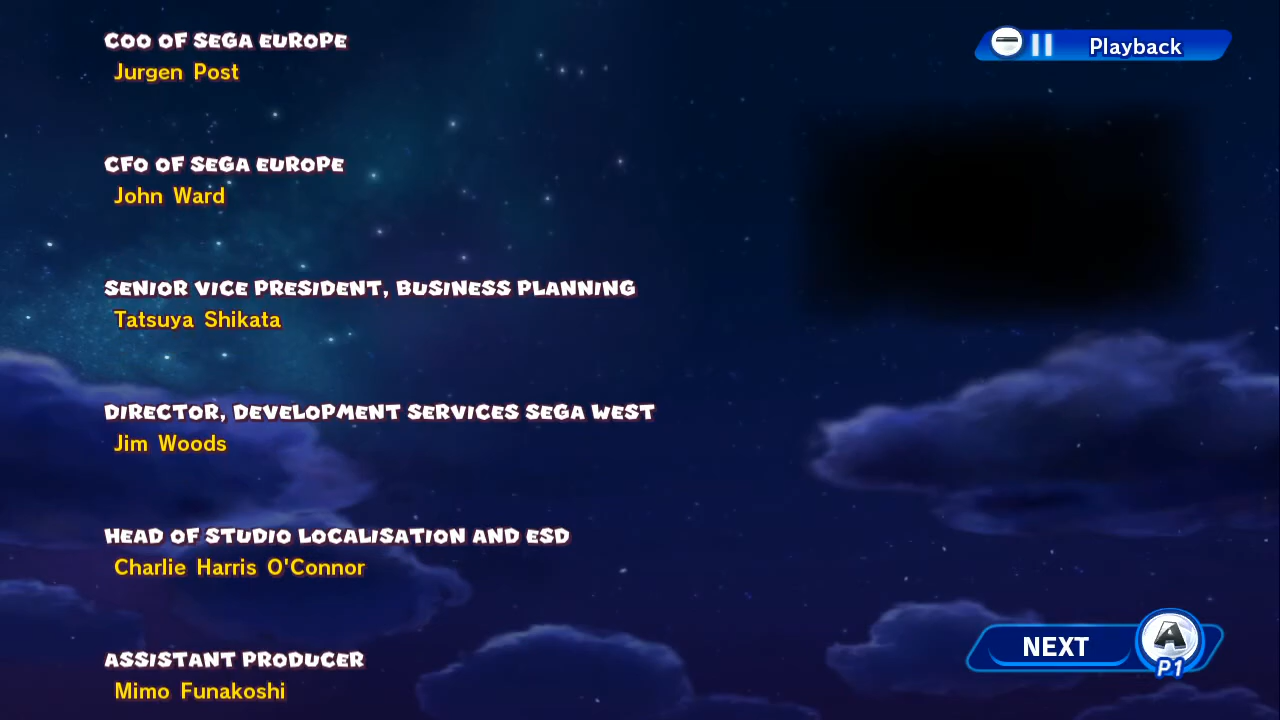 COO OF SEGA EUROPE
Jurgen Post
Playback
CFO OF SEGA EUROPE
John Ward
SENIOR VICE PRESIDENT, BUSINESS PLANNING
Tatsuya Shikata
DIRECTOR, DEVELOPMENT SERVICES SEGA WEST
Jim Woods
HEAD OF STUDIO LOCALISATION AND ESD
Charlie Harris O'Connor
ASSISTANT PRODUCER
Mimo Funakoshi
NEXT
A
P1